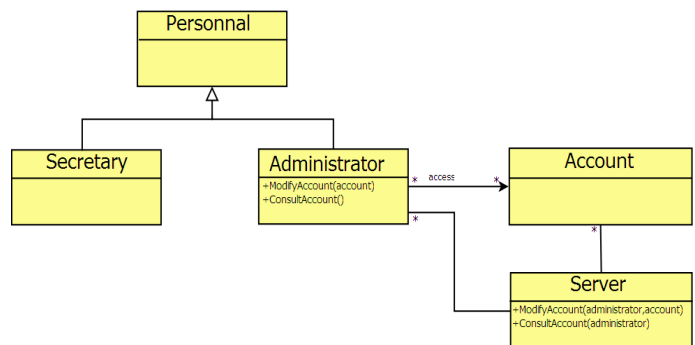 Personnal
Secretary
Administrator
+ModifyAccount(account)
+ConsultAccount()
* access *
*
Account
*
Server
+ModifyAccount(administrator,account)
+ConsultAccount(administrator)